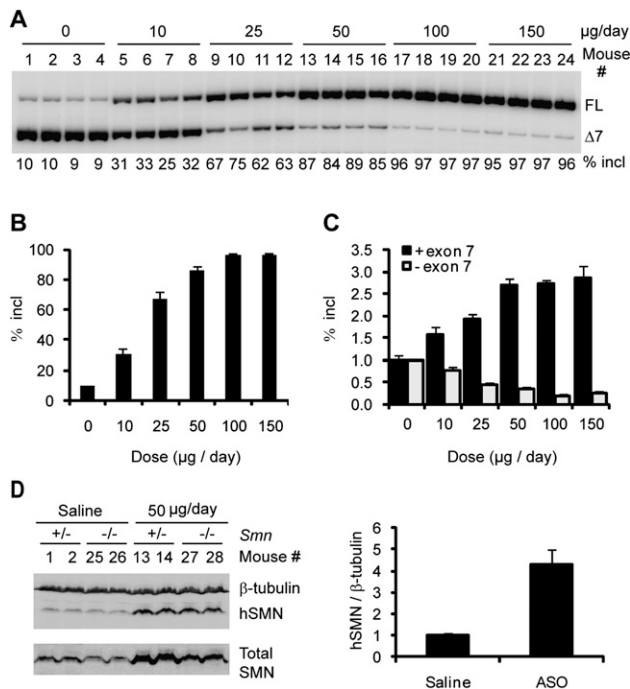 A
0 10 25 50 100 150 µg/day
1 2 3 4 5 6 7 8 9 10 11 12 13 14 15 16 17 18 19 20 21 22 23 24 Mouse #
FL
Δ7
10 10 9 9 31 33 25 32 67 75 62 63 87 84 89 85 96 97 97 97 95 97 97 96 % incl
B
% incl
100
80
60
40
20
0
0 10 25 50 100 150
Dose (µg / day)
C
% incl
3.5
3.0
2.5
2.0
1.5
1.0
0.5
0.0
+ exon 7
- exon 7
0 10 25 50 100 150
Dose (µg / day)
D
Saline 50 µg/day
+/- -/- +/- -/- Smn
1 2 25 26 13 14 27 28 Mouse #
β-tubulin
hSMN
Total
SMN
hSMN / β-tubulin
6
5
4
3
2
1
0
Saline ASO